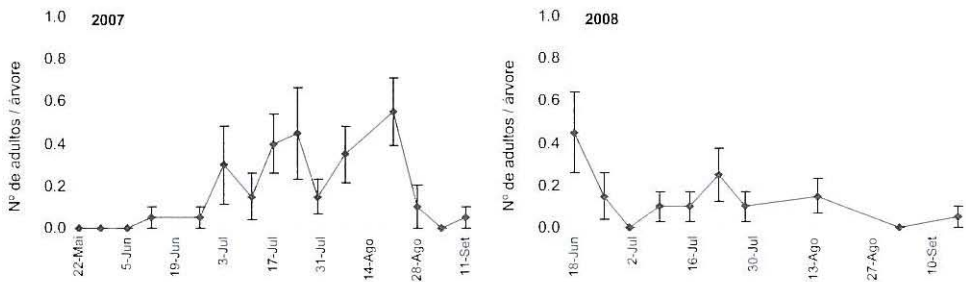 2007
Nº de adultos / árvore
1.0
0.8
0.6
0.4
0.2
0.0
22-Mai
5-Jun
19-Jun
3-Jul
17-Jul
31-Jul
14-Ago
28-Ago
11-Set
2008
Nº de adultos / árvore
1.0
0.8
0.6
0.4
0.2
0.0
18-Jun
2-Jul
16-Jul
30-Jul
13-Ago
27-Ago
10-Set